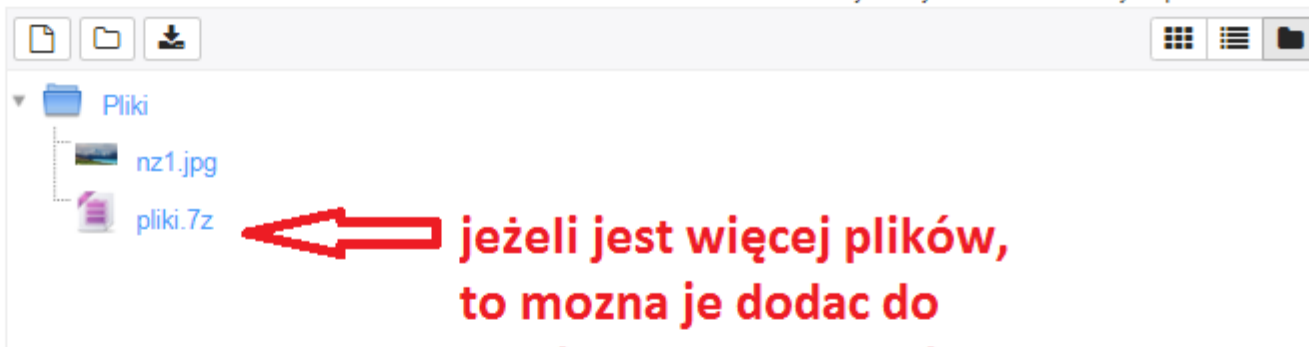 Pliki
nz1.jpg
pliki.7z
jeżeli jest więcej plików,
to mozna je dodac do